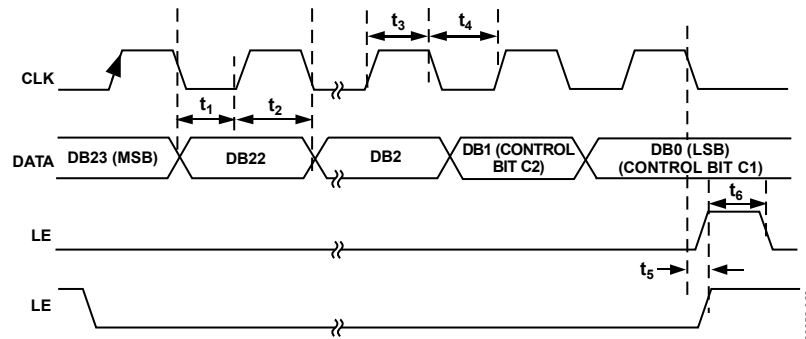 t3
t4
CLK
t1
t2
DATA
DB23 (MSB)
DB22
DB2
DB1 (CONTROL
BIT C2)
DB0 (LSB)
(CONTROL BIT C1)
t6
LE
t5
LE